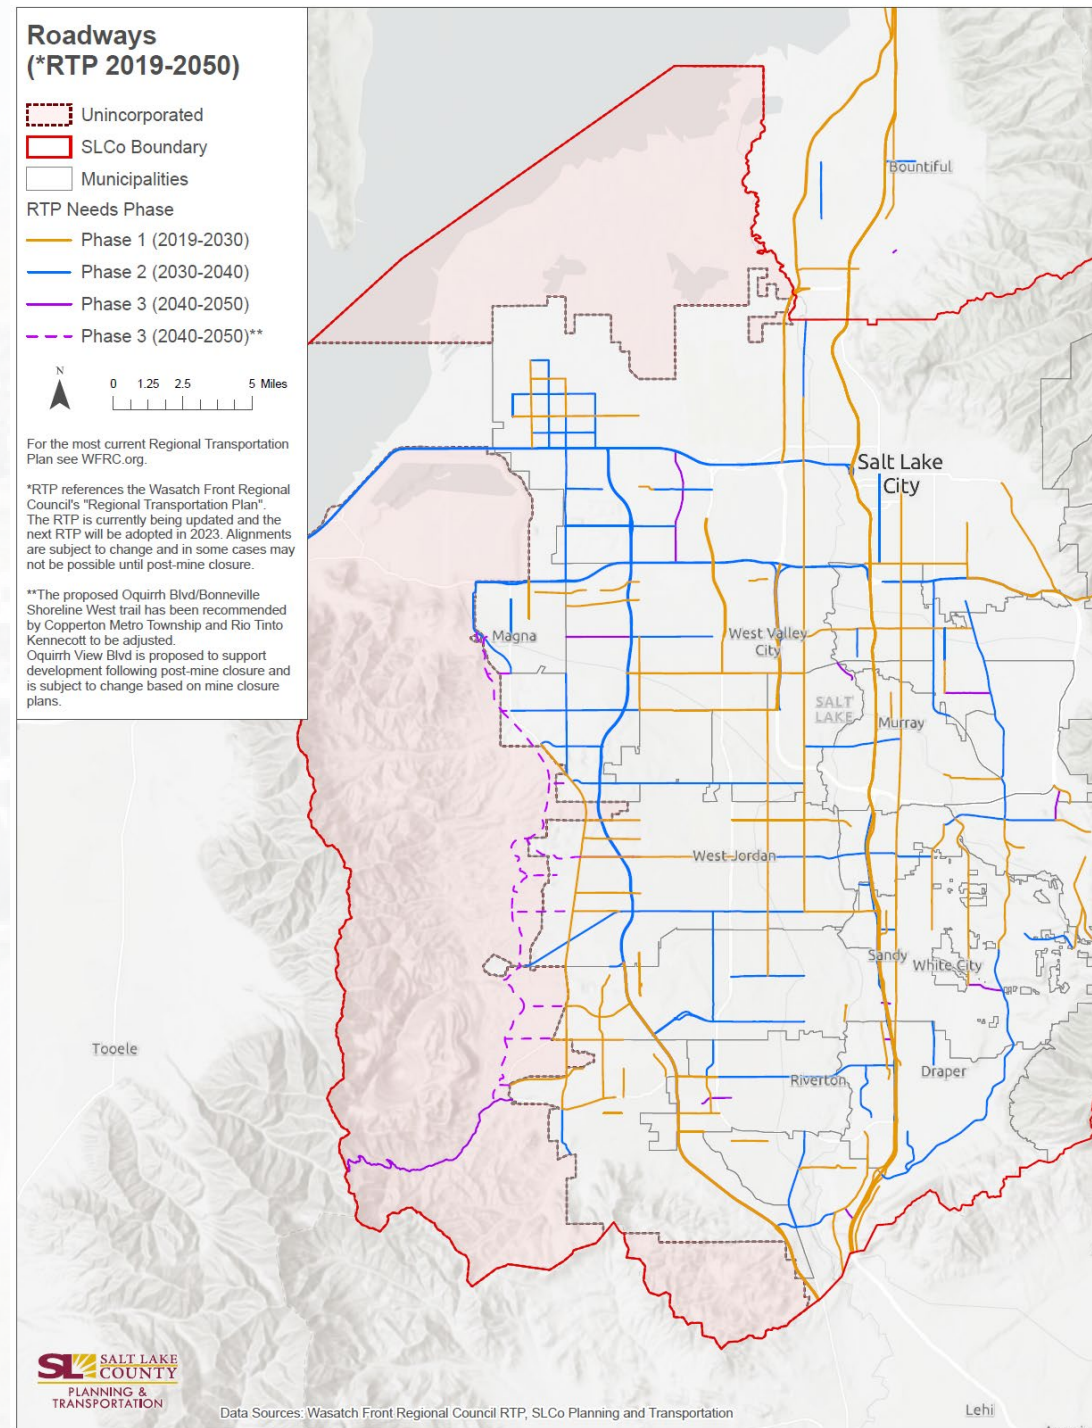 Roadways
(*RTP 2019-2050)
Unincorporated
SLCo Boundary
Municipalities
RTP Needs Phase
Phase 1 (2019-2030)
Phase 2 (2030-2040)
Phase 3 (2040-2050)
Phase 3 (2040-2050)**
N
0 1.25 2.5 5 Miles
For the most current Regional Transportation
Plan see WFRC.org.
*RTP references the Wasatch Front Regional
Council's "Regional Transportation Plan".
The RTP is currently being updated and the
next RTP will be adopted in 2023. Alignments
are subject to change and in some cases may
not be possible until post-mine closure.
**The proposed Oquirrh Blvd/Bonneville
Shoreline West trail has been recommended
by Copperton Metro Township and Rio Tinto
Kennecott to be adjusted.
Oquirrh View Blvd is proposed to support
development following post-mine closure and
is subject to change based on mine closure
plans.
Bountiful
Salt Lake
City
Magna
West Valley
City
SALT
LAKE
Murray
West Jordan
Sandy
White City
Tooele
Riverton
Draper
Lehi
SL SALT LAKE
COUNTY
PLANNING &
TRANSPORTATION
Data Sources: Wasatch Front Regional Council RTP, SLCo Planning and Transportation